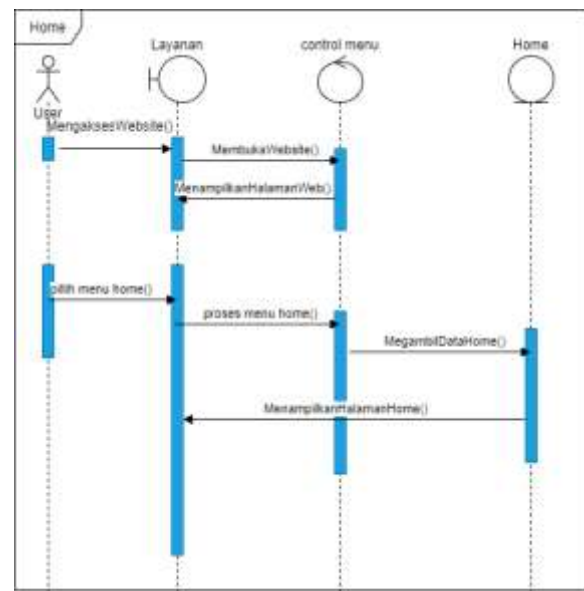 Home
Layanan
control menu
Home
User
MengaksesWebsite()
MembukaWebsite()
MenampilkanHalamanWeb()
pilih menu home()
proses menu home()
MegambilDataHome()
MenampilkanHalamanHome()